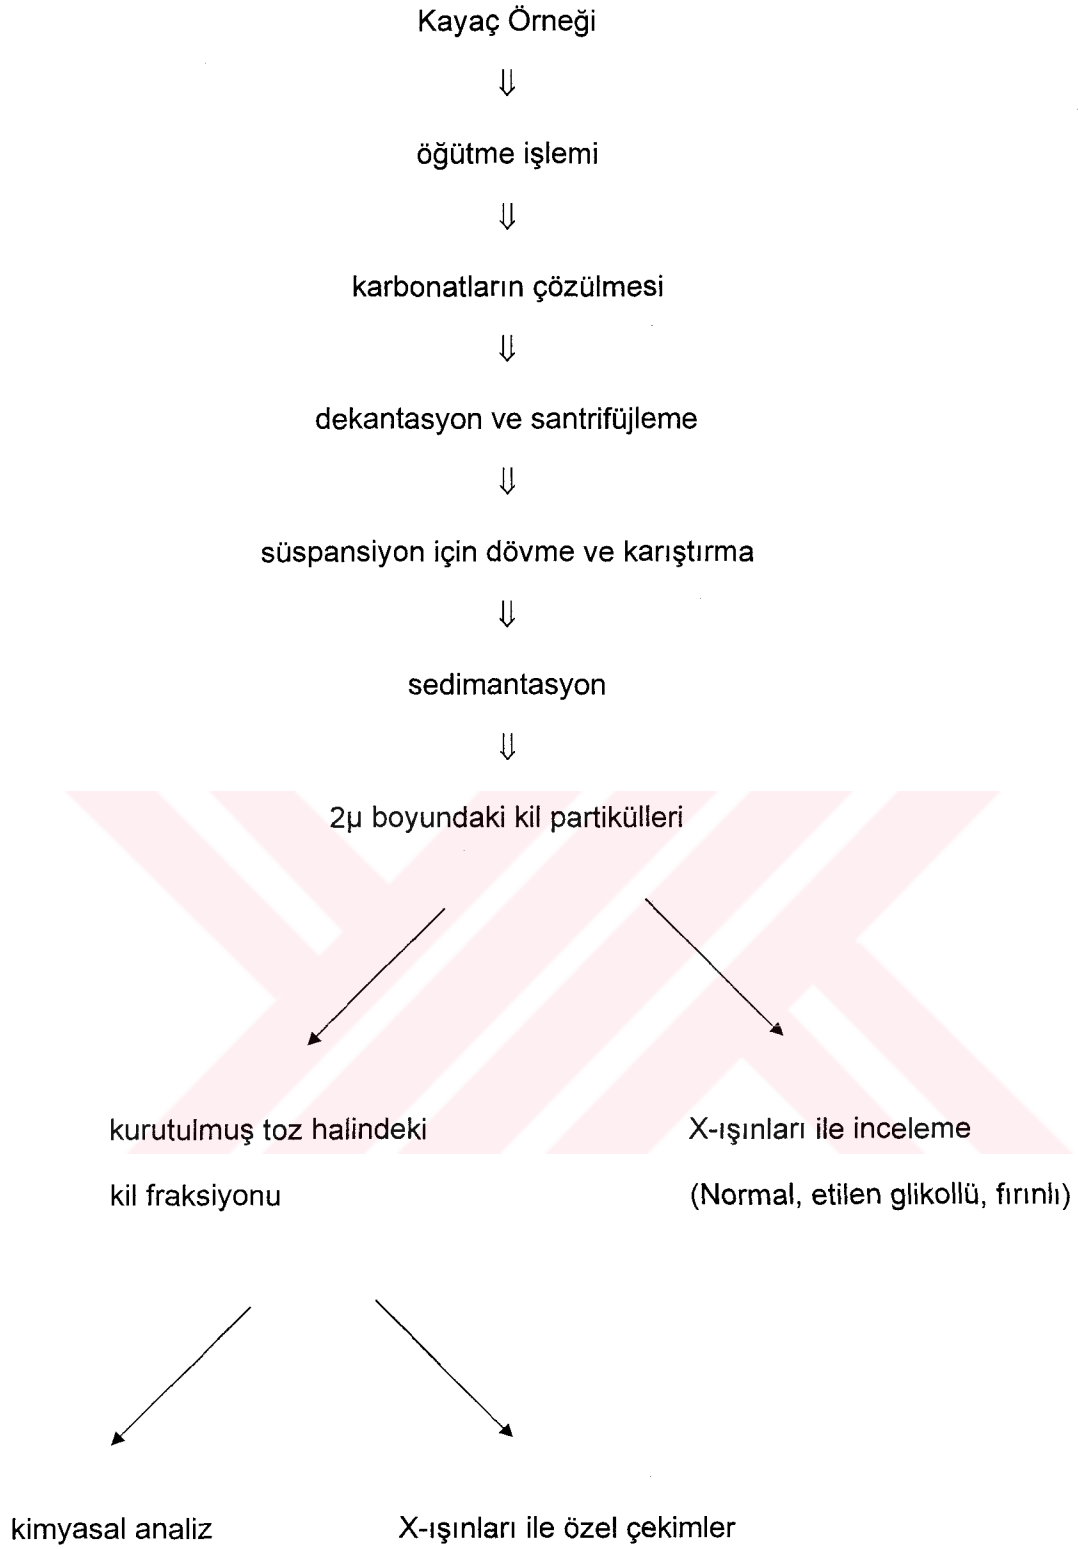 Kayaç Örneği
⇓
öğütme işlemi
⇓
karbonatların çözülmesi
⇓
dekantasyon ve santrifüjleme
⇓
süspansiyon için dövme ve karıştırma
⇓
sedimantasyon
⇓
2µ boyundaki kil partikülleri
kurutulmuş toz halindeki
kil fraksiyonu
X-ışınları ile inceleme
(Normal, etilen glikollü, fırınlı)
kimyasal analiz
X-ışınları ile özel çekimler